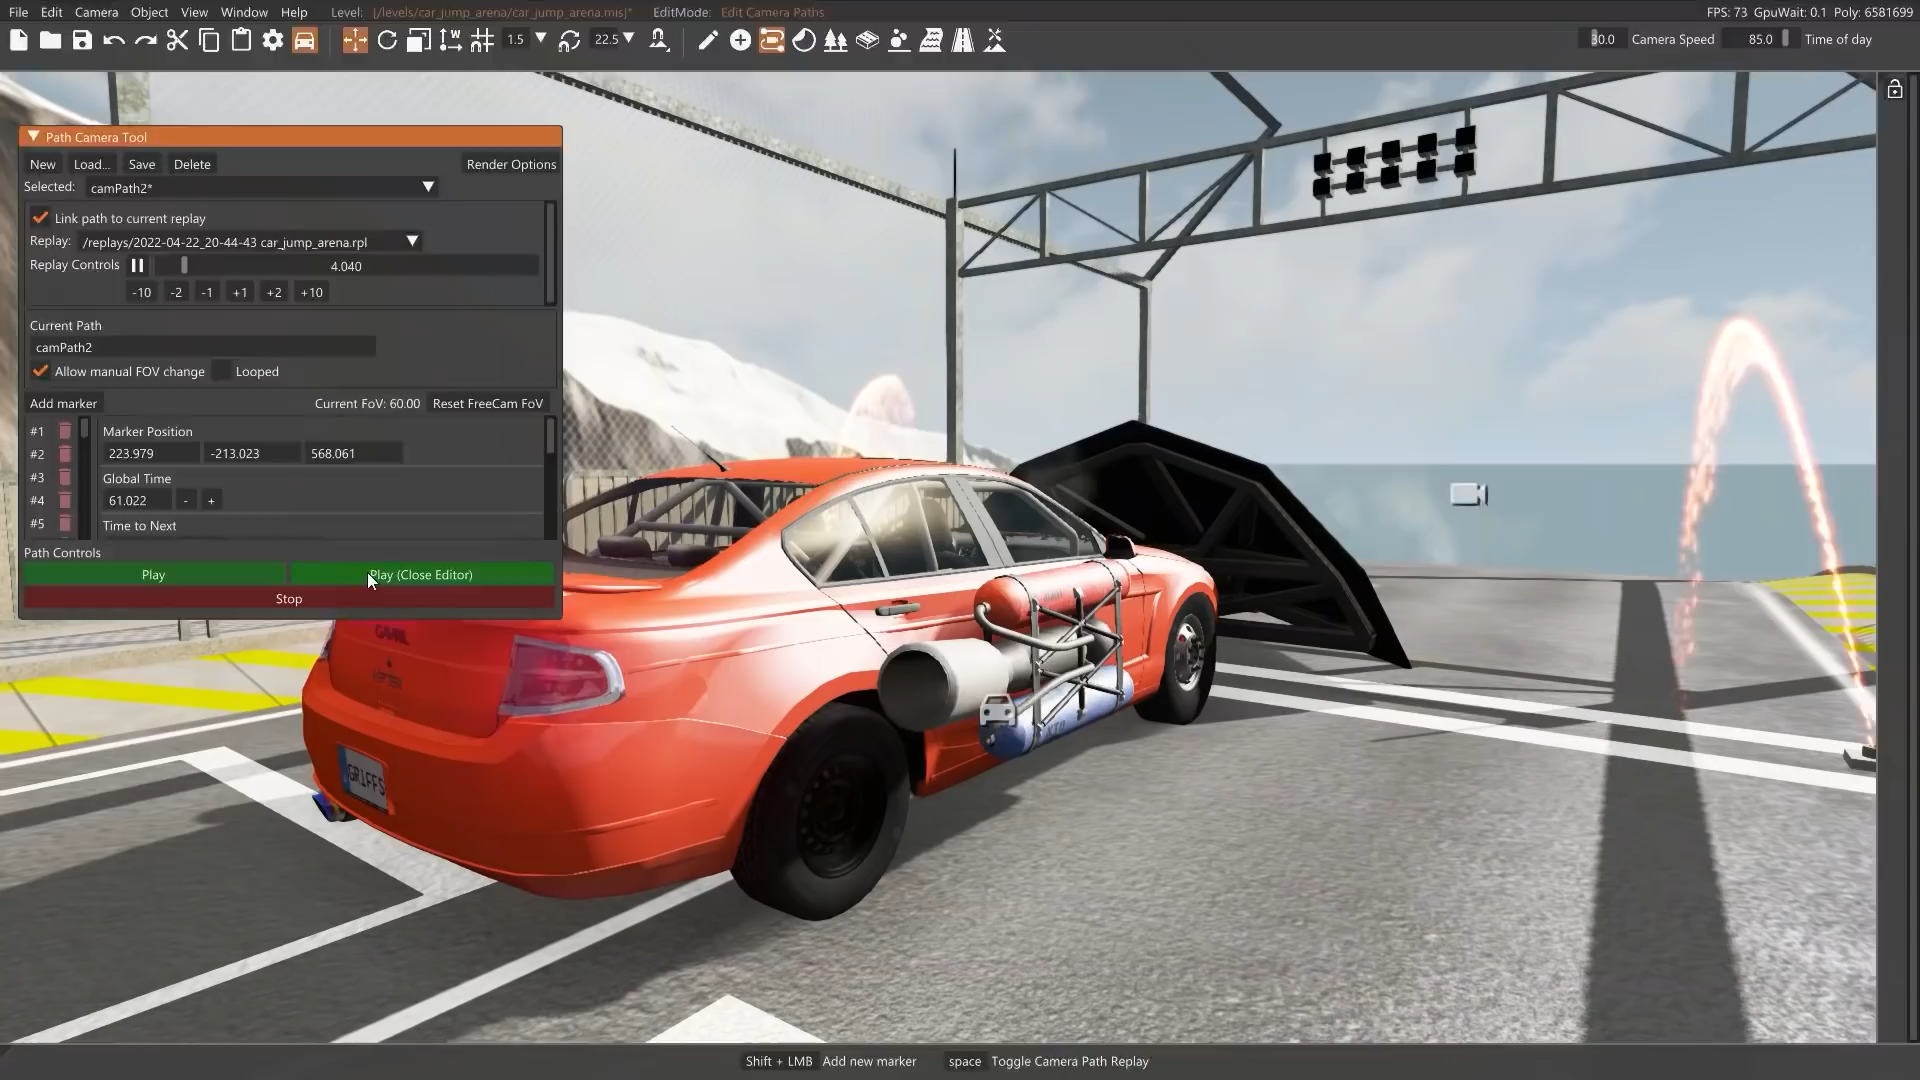 File Edit Camera Object View Window Help Level: [/levels/car_jump_arena/car_jump_arena.mis]* EditMode: Edit Camera Paths FPS: 73 GpuWait: 0.1 Poly: 6581699
1.5 22.5 30.0 Camera Speed 85.0 Time of day
Path Camera Tool
New Load... Save Delete Render Options
Selected: camPath2*
Link path to current replay
Replay: /replays/2022-04-22_20-44-43 car_jump_arena.rpl
Replay Controls 4.040
-10 -2 -1 +1 +2 +10
Current Path
camPath2
Allow manual FOV change Looped
Add marker Current FoV: 60.00 Reset FreeCam FoV
#1 Marker Position
#2 223.979 -213.023 568.061
#3 Global Time
#4 61.022 - +
#5 Time to Next
Path Controls
Play Play (Close Editor)
Stop
GR1FFS
Shift + LMB Add new marker space Toggle Camera Path Replay